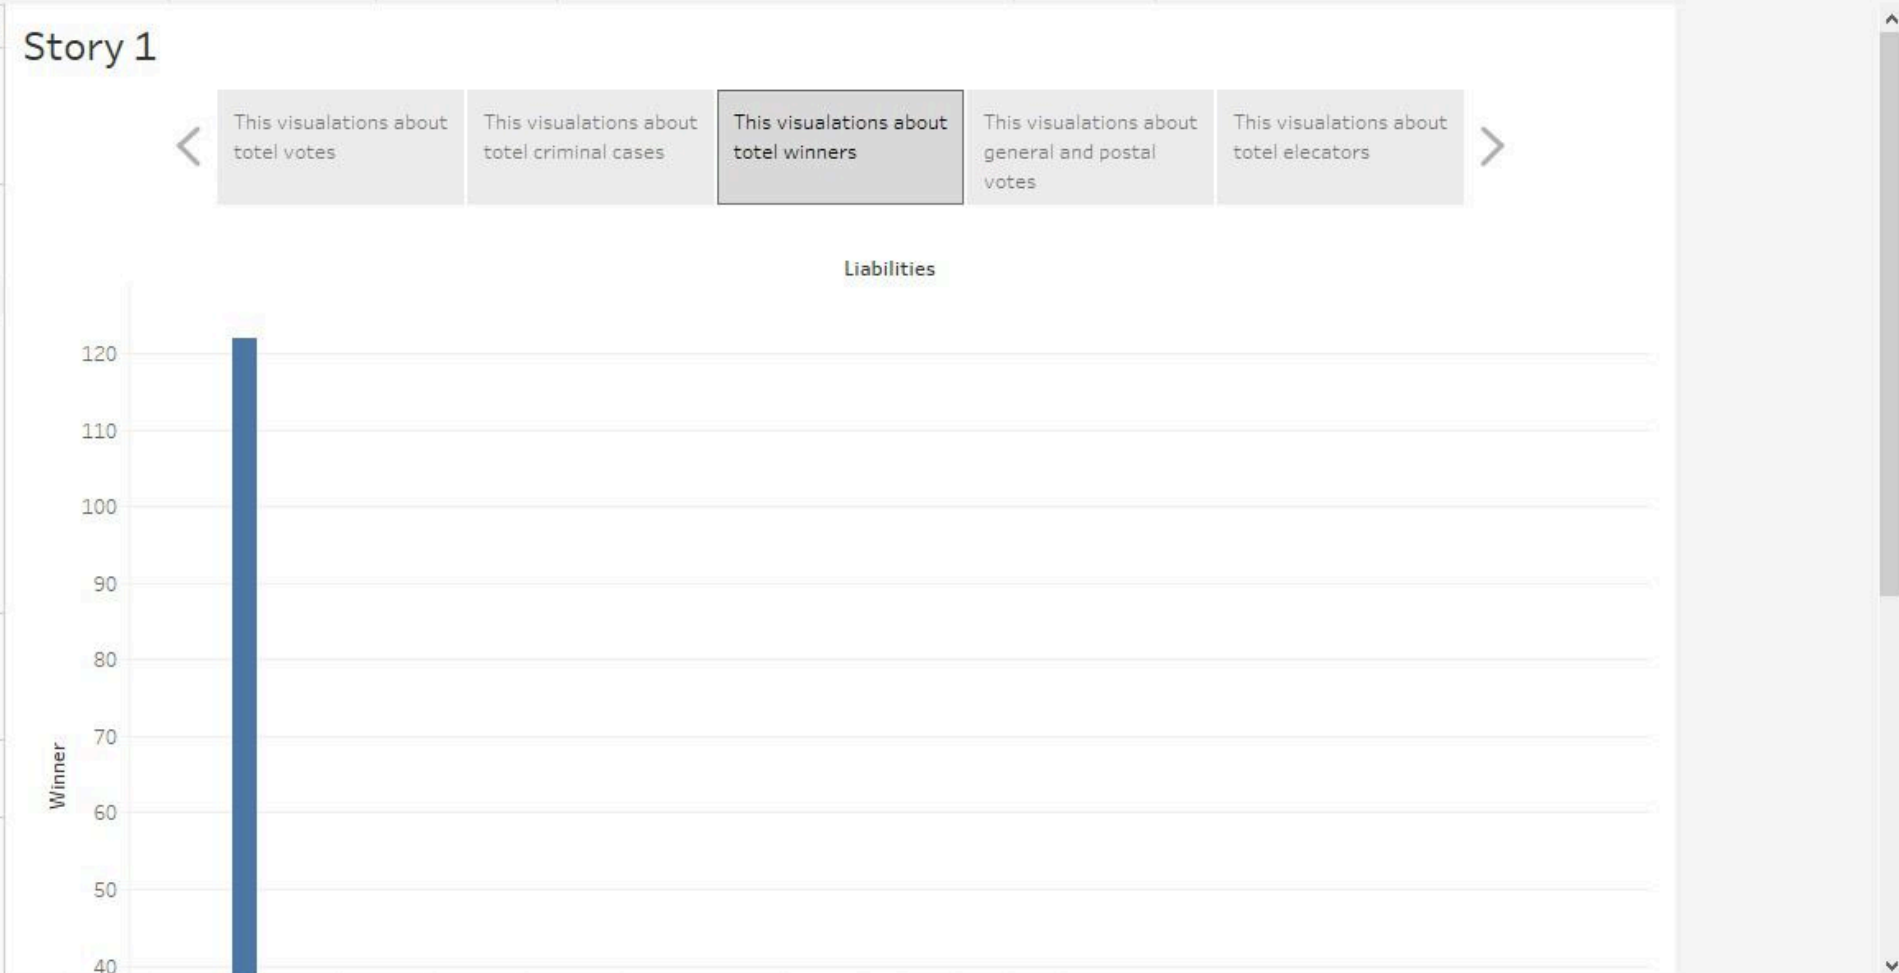 Story 1
This visualations about
totel votes
This visualations about
totel criminal cases
This visualations about
totel winners
This visualations about
general and postal
votes
This visualations about
totel elecators
Liabilities
120
110
100
90
80
70
Winner
60
50
40